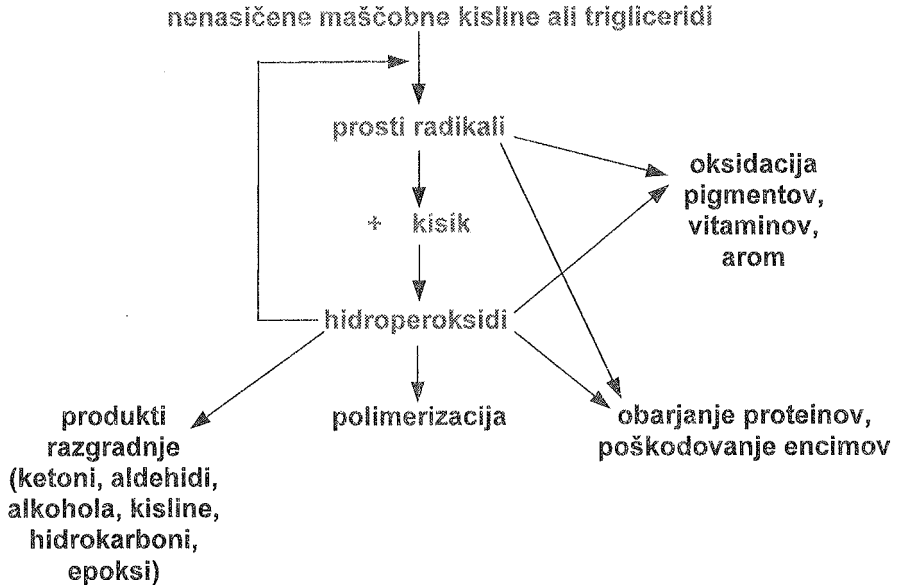 nenasičene maščobne kisline ali trigliceridi
prosti radikali
+ kisik
hidroperoksidi
oksidacija
pigmentov,
vitaminov,
arom
produkti
razgradnje
(ketoni, aldehidi,
alkohola, kisline,
hidrokarboni,
epoksi)
polimerizacija
obarjanje proteinov,
poškodovanje encimov